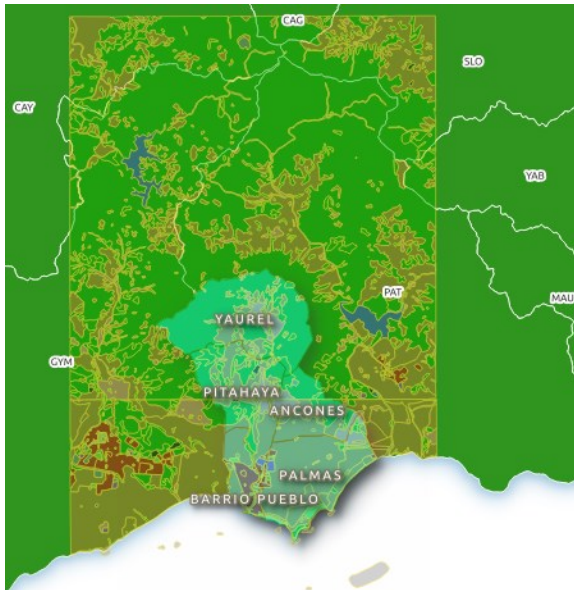 CAG
SLO
CAY
YAB
PAT
MAU
YAUREL
GYM
PITAHAYA
ANCONES
PALMAS
BARRIO PUEBLO